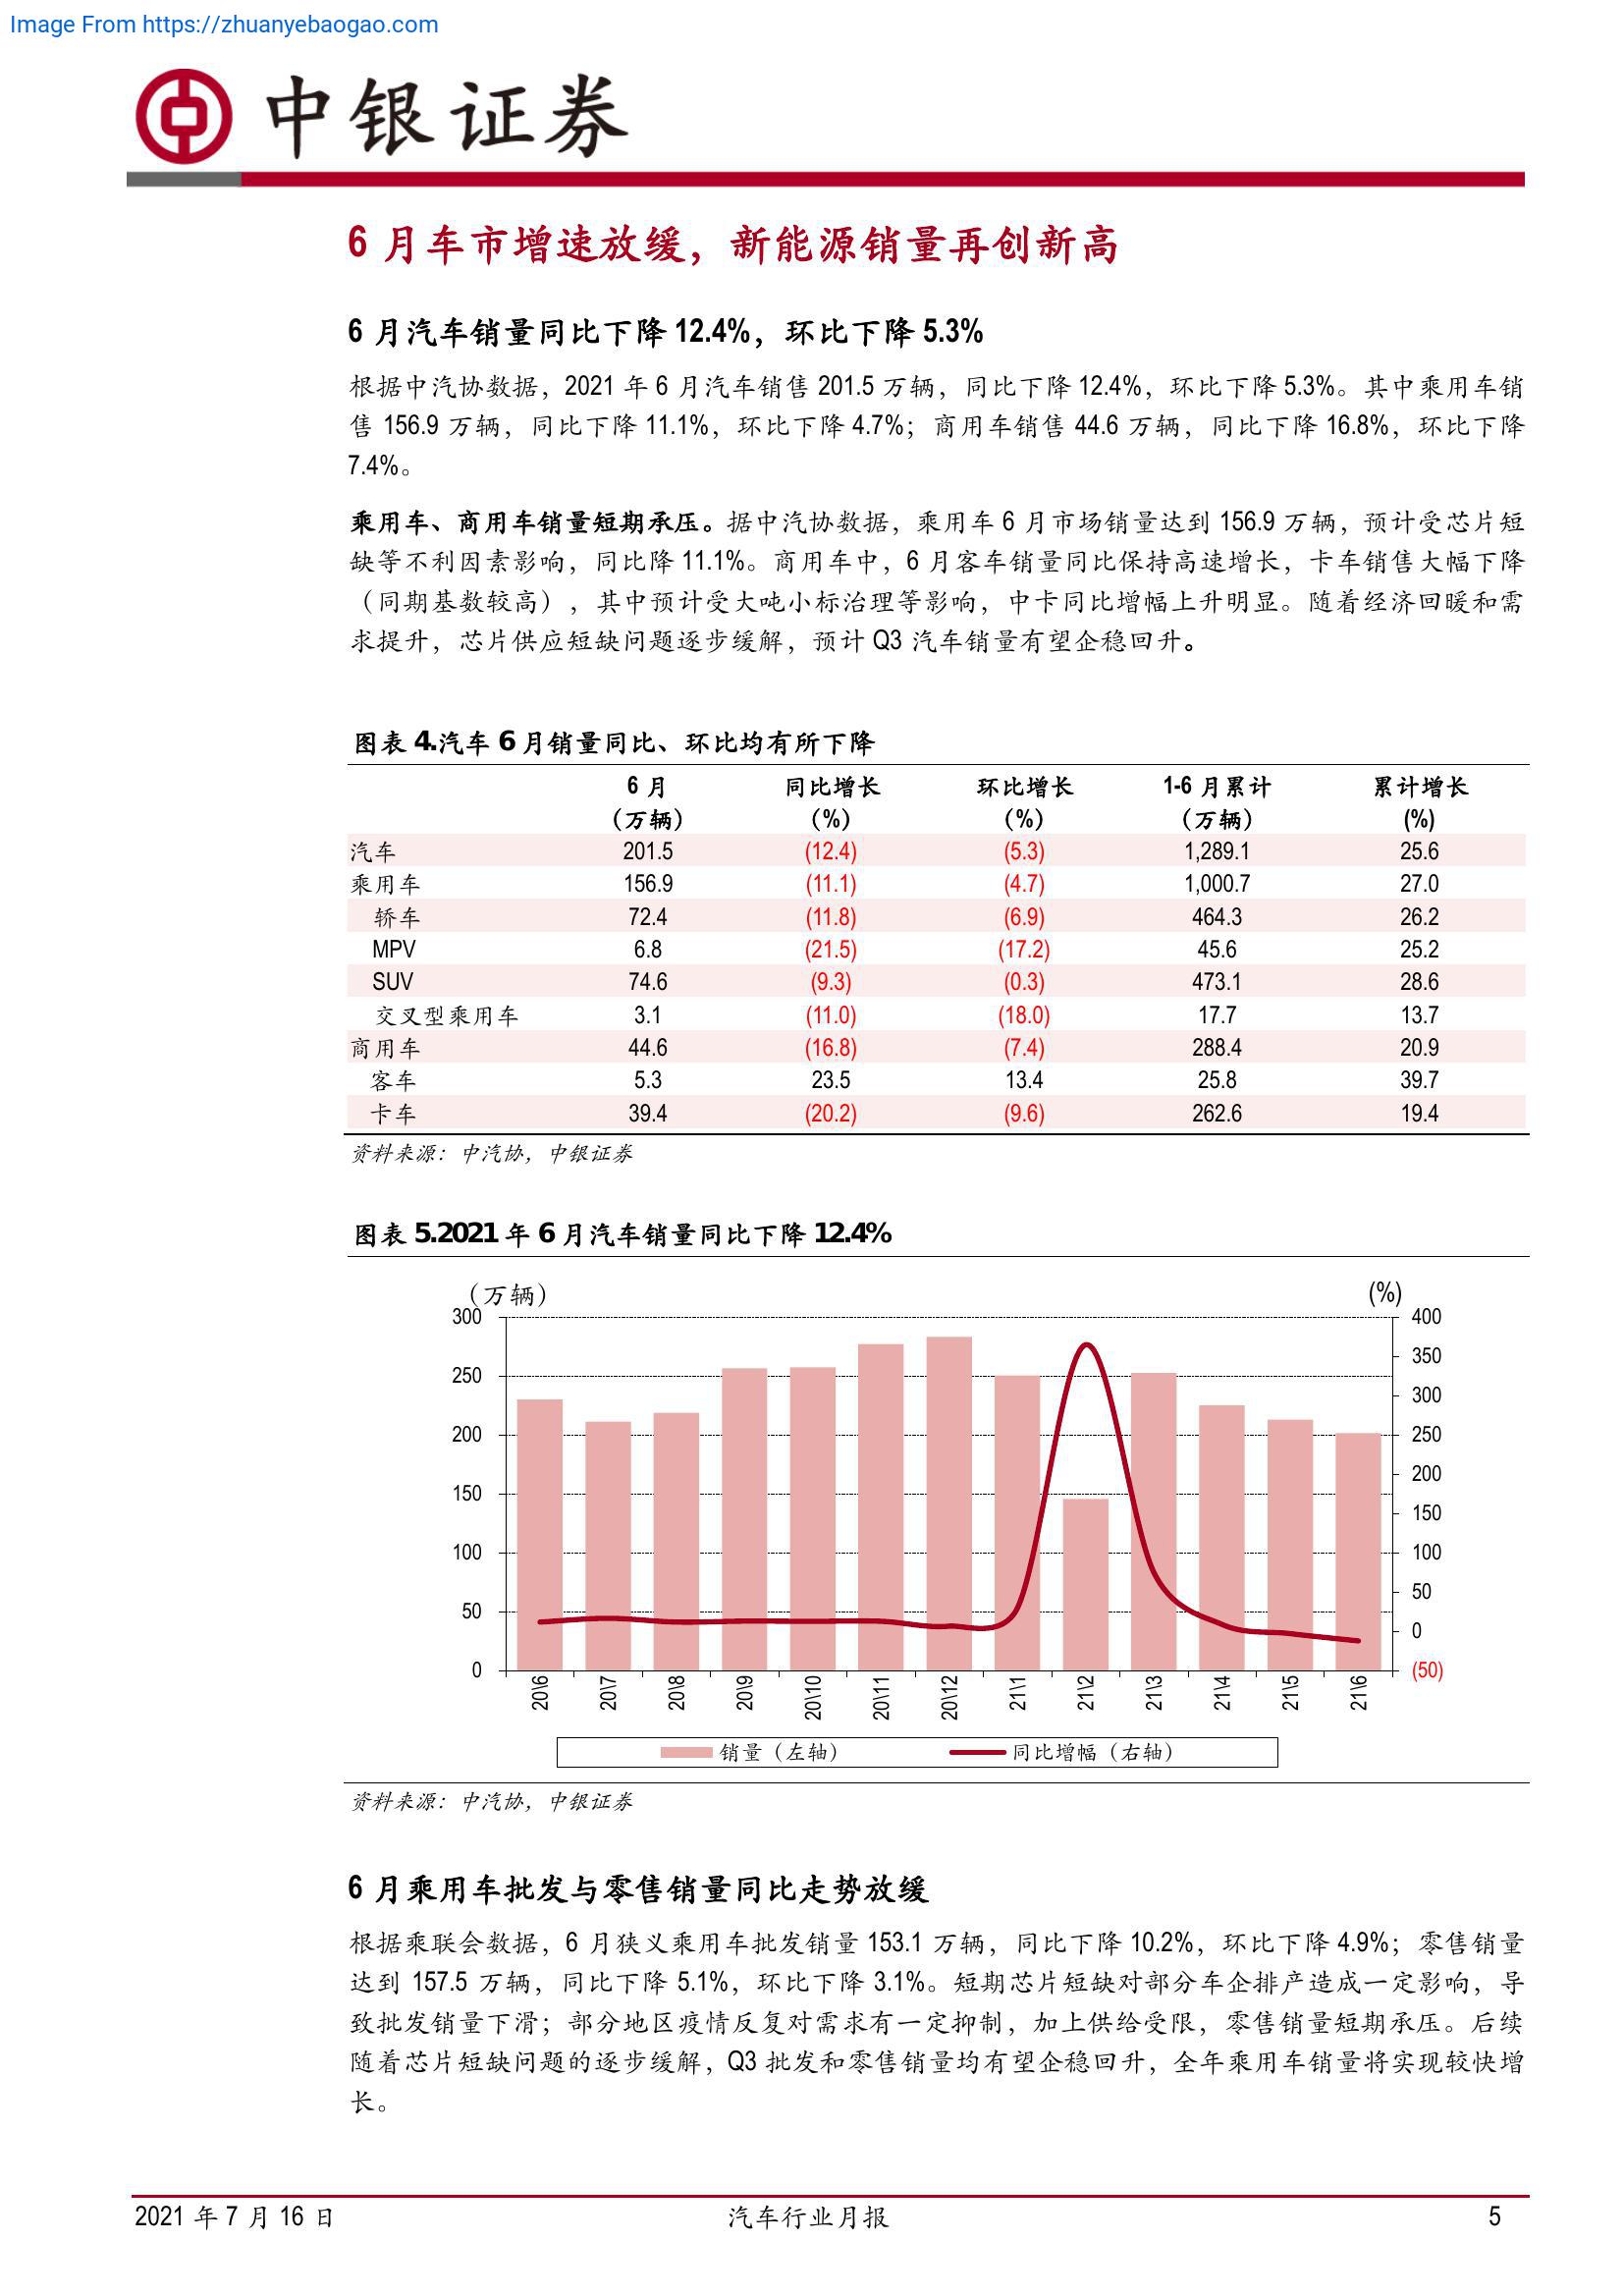 Image From https://zhuanyebaogao.com
中银证券
6 月车市增速放缓，新能源销量再创新高
6 月汽车销量同比下降 12.4%，环比下降 5.3%
根据中汽协数据，2021 年 6 月汽车销售 201.5 万辆，同比下降 12.4%，环比下降 5.3%。其中乘用车销
售 156.9 万辆，同比下降 11.1%，环比下降 4.7%；商用车销售 44.6 万辆，同比下降 16.8%，环比下降
7.4%。
乘用车、商用车销量短期承压。据中汽协数据，乘用车 6 月市场销量达到 156.9 万辆，预计受芯片短
缺等不利因素影响，同比降 11.1%。商用车中，6 月客车销量同比保持高速增长，卡车销售大幅下降
（同期基数较高），其中预计受大吨小标治理等影响，中卡同比增幅上升明显。随着经济回暖和需
求提升，芯片供应短缺问题逐步缓解，预计 Q3 汽车销量有望企稳回升。
图表 4.汽车 6 月销量同比、环比均有所下降
6 月 同比增长 环比增长 1-6 月累计 累计增长
（万辆） （%） （%） （万辆） (%)
汽车 201.5 (12.4) (5.3) 1,289.1 25.6
乘用车 156.9 (11.1) (4.7) 1,000.7 27.0
轿车 72.4 (11.8) (6.9) 464.3 26.2
MPV 6.8 (21.5) (17.2) 45.6 25.2
SUV 74.6 (9.3) (0.3) 473.1 28.6
交叉型乘用车 3.1 (11.0) (18.0) 17.7 13.7
商用车 44.6 (16.8) (7.4) 288.4 20.9
客车 5.3 23.5 13.4 25.8 39.7
卡车 39.4 (20.2) (9.6) 262.6 19.4
资料来源：中汽协，中银证券
图表 5.2021 年 6 月汽车销量同比下降 12.4%
（万辆） (%)
300 400
350
250 300
200 250
200
150 150
100 100
50 50
0
0 (50)
20\6 20\7 20\8 20\9 20\10 20\11 20\12 21\1 21\2 21\3 21\4 21\5 21\6
销量（左轴） 同比增幅（右轴）
资料来源：中汽协，中银证券
6 月乘用车批发与零售销量同比走势放缓
根据乘联会数据，6 月狭义乘用车批发销量 153.1 万辆，同比下降 10.2%，环比下降 4.9%；零售销量
达到 157.5 万辆，同比下降 5.1%，环比下降 3.1%。短期芯片短缺对部分车企排产造成一定影响，导
致批发销量下滑；部分地区疫情反复对需求有一定抑制，加上供给受限，零售销量短期承压。后续
随着芯片短缺问题的逐步缓解，Q3 批发和零售销量均有望企稳回升，全年乘用车销量将实现较快增
长。
2021 年 7 月 16 日 汽车行业月报 5